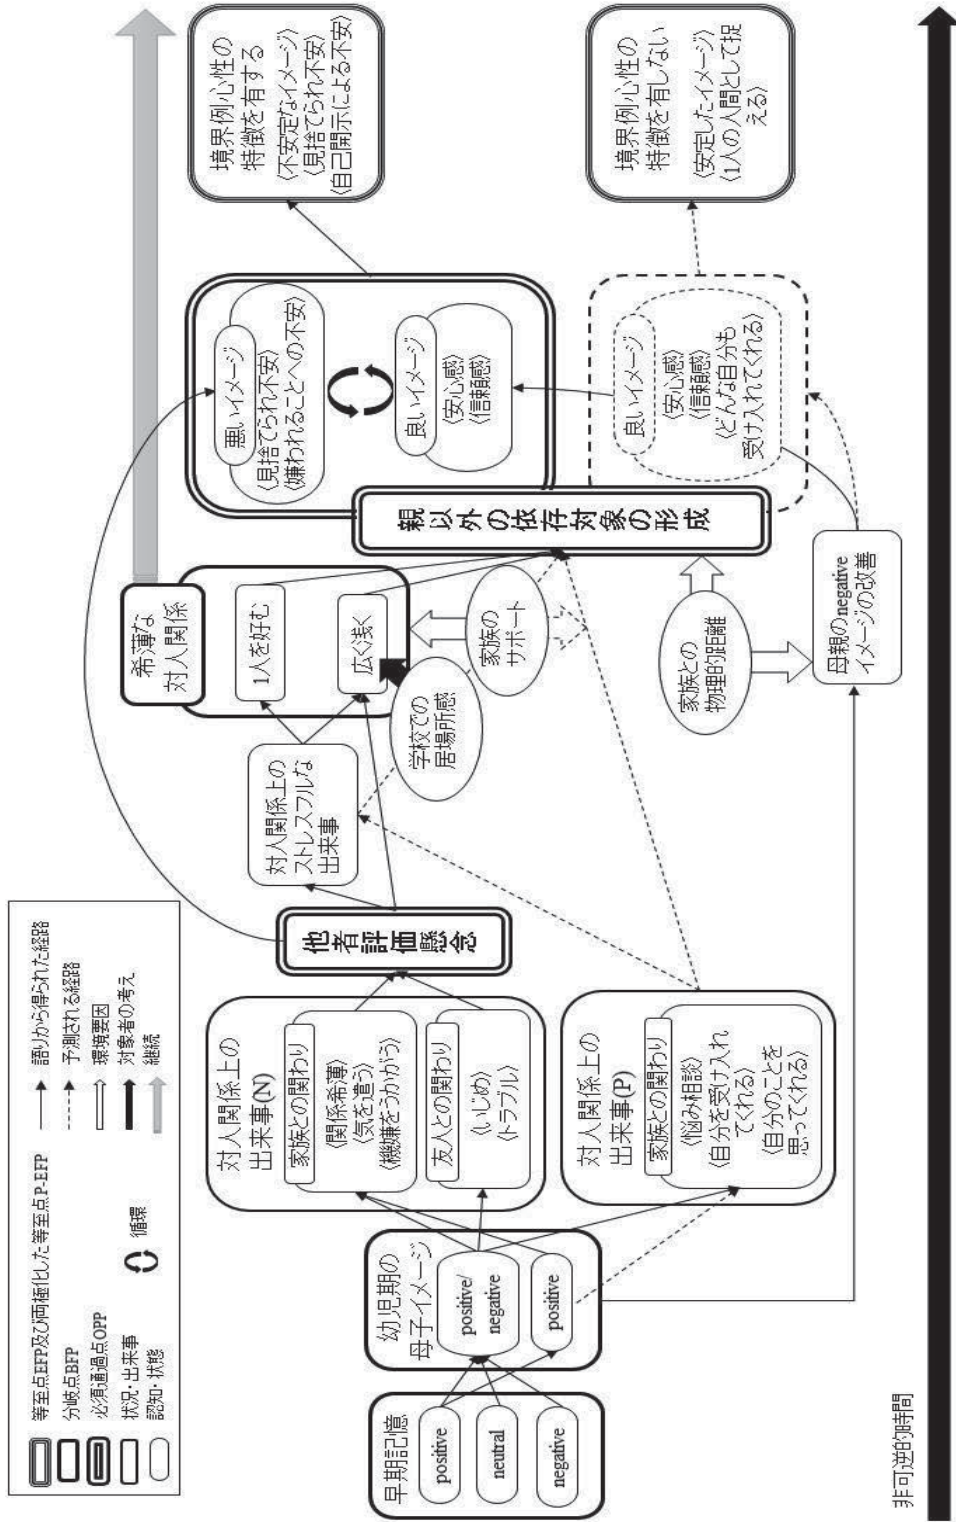 等至点EFP及び両極化した等至点P-EFP
分岐点BFP
必須通過点OPP
状況・出来事
認知・状態
循環
語りから得られた経路
予測される経路
環境要因
対象者の考え
継続
早期記憶
positive
neutral
negative
幼児期の
母子イメージ
positive/
negative
positive
対人関係上の
出来事(N)
家族との関わり
〈関係希薄〉
〈気を遣う〉
〈機嫌をうかがう〉
友人との関わり
〈いじめ〉
〈トラブル〉
対人関係上の
出来事(P)
家族との関わり
〈悩み相談〉
〈自分を受け入れ
てくれる〉
〈自分のことを
思ってくれる〉
他者評価懸念
対人関係上の
ストレスフルな
出来事
希薄な
対人関係
1人を好む
広く浅く
学校での
居場所感
家族の
サポート
家族との
物理的距離
母親のnegative
イメージの改善
親以外の依存対象の形成
悪いイメージ
〈見捨てられ不安〉
〈嫌われることへの不安〉
良いイメージ
〈安心感〉
〈信頼感〉
良いイメージ
〈安心感〉
〈信頼感〉
〈どんな自分も
受け入れてくれる〉
境界例心性の
特徴を有する
〈不安定なイメージ〉
〈見捨てられ不安〉
〈自己開示による不安〉
境界例心性の
特徴を有しない
〈安定したイメージ〉
〈1人の人間として捉
える〉
非可逆的時間